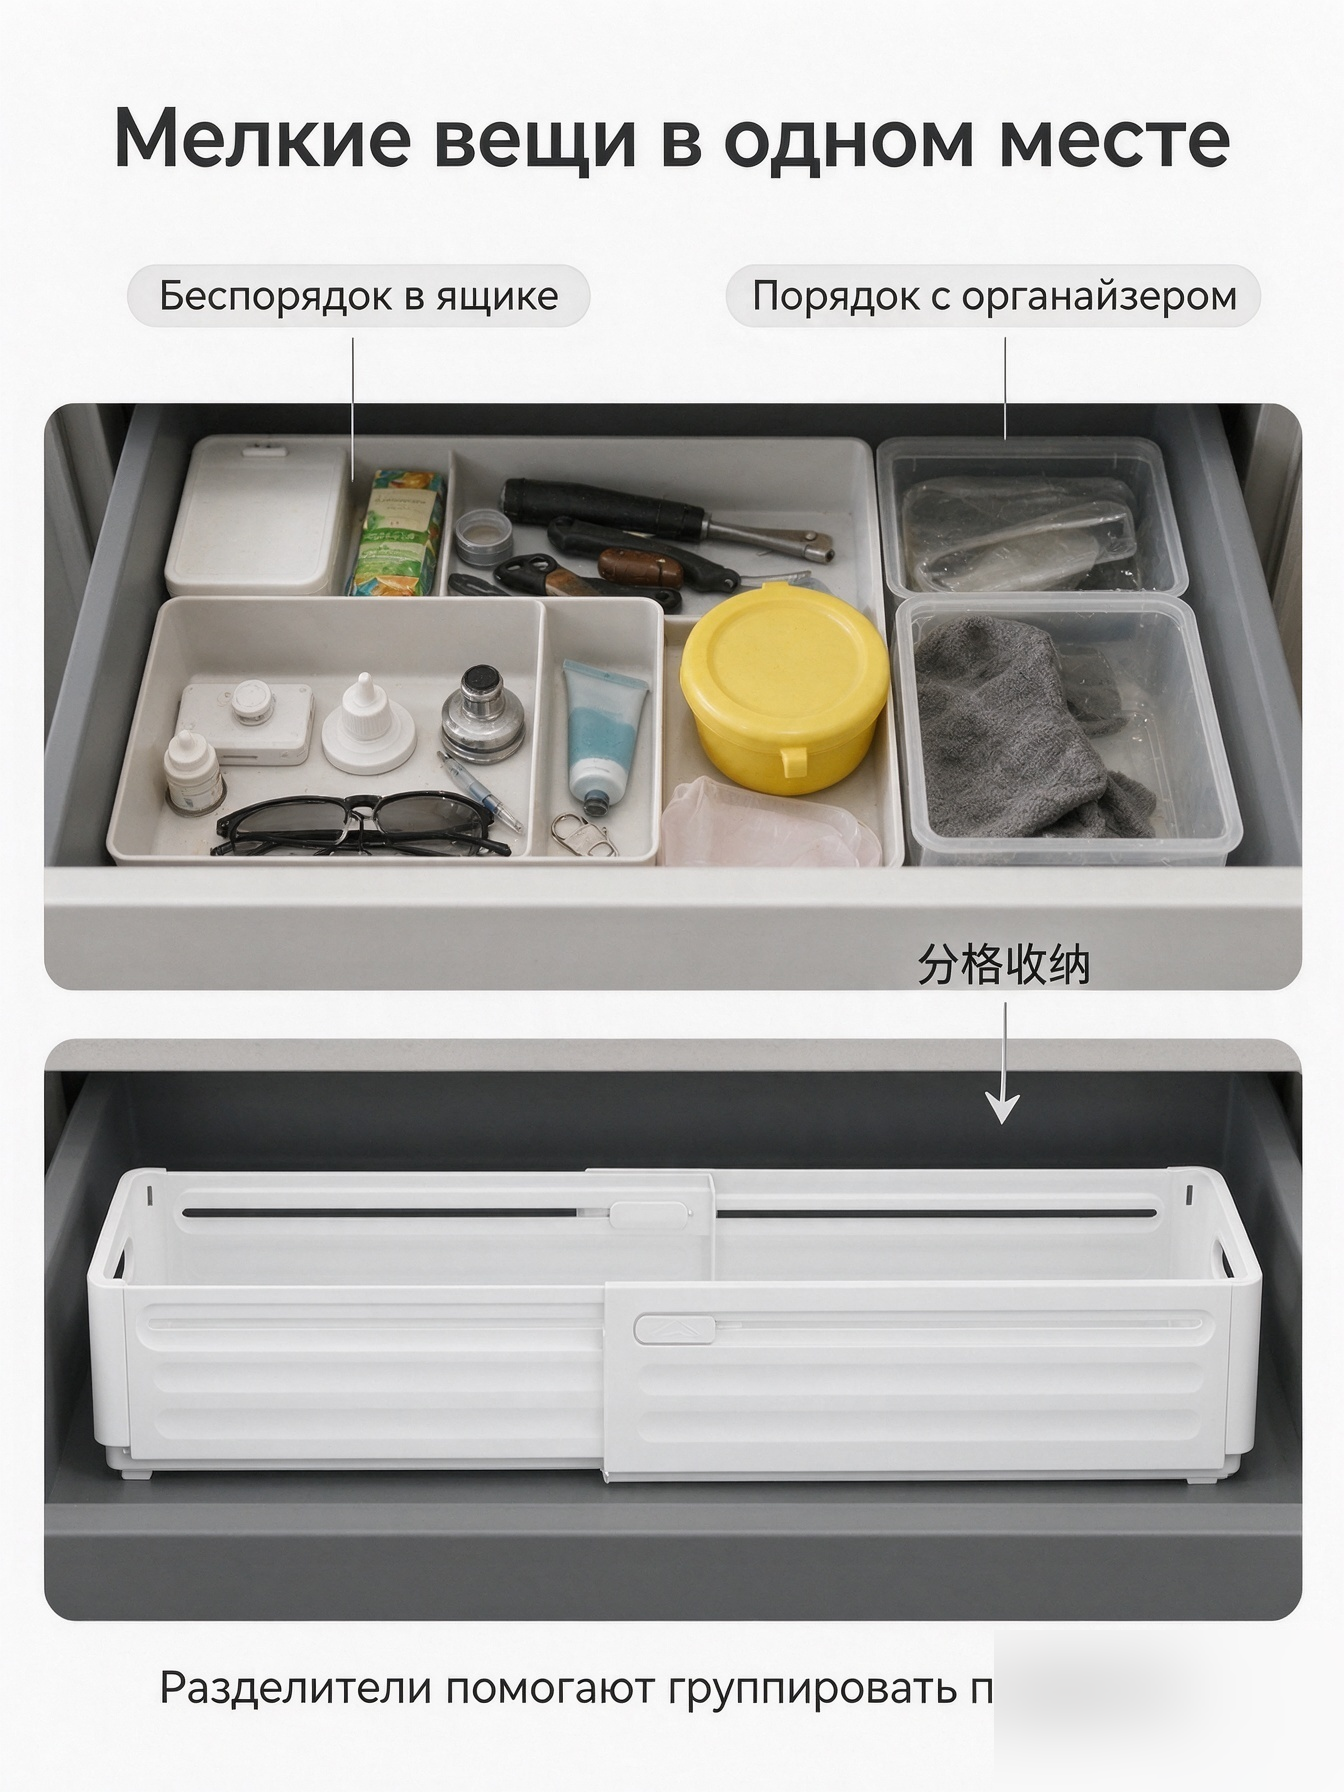 Мелкие вещи в одном месте
Беспорядок в ящике
Порядок с органайзером
分格收纳
Разделители помогают группировать